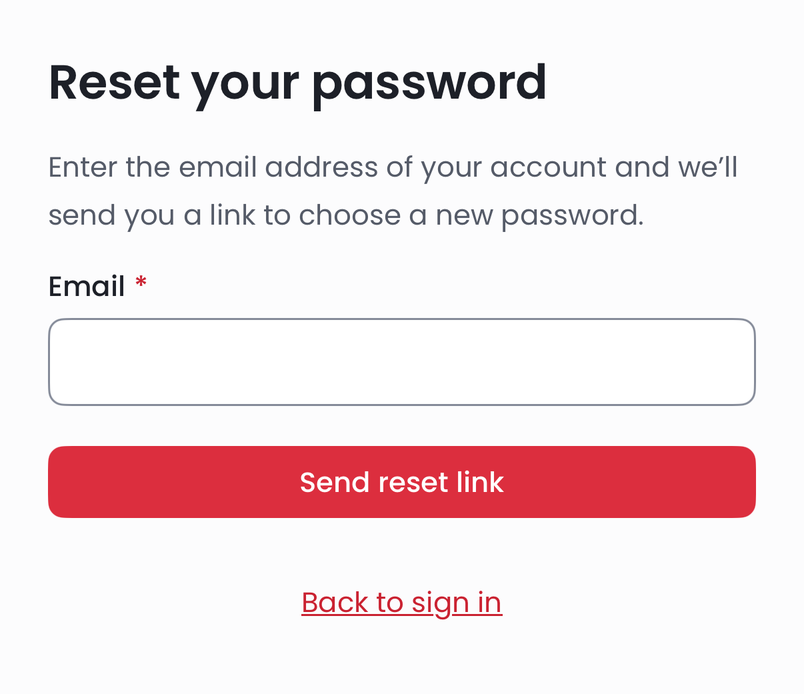 Reset your password
Enter the email address of your account and we’ll
send you a link to choose a new password.
Email *
Send reset link
Back to sign in